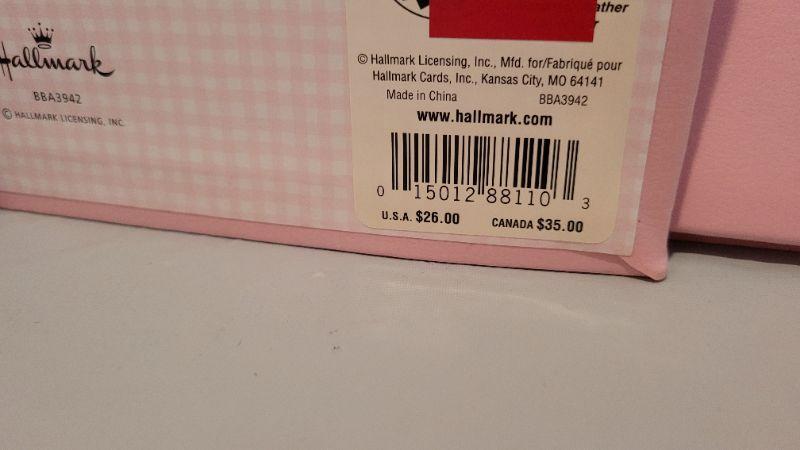 Hallmark
BBA3942
© HALLMARK LICENSING, INC.
ather
© Hallmark Licensing, Inc., Mfd. for/Fabriqué pour
Hallmark Cards, Inc., Kansas City, MO 64141
Made in China BBA3942
www.hallmark.com
0 15012 88110 3
U.S.A. $26.00 CANADA $35.00